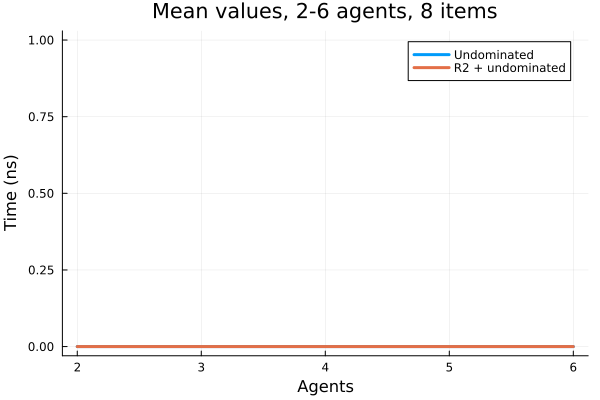 Mean values, 2-6 agents, 8 items
Undominated
R2 + undominated
1.00
0.75
0.50
0.25
0.00
Time (ns)
2 3 4 5 6
Agents